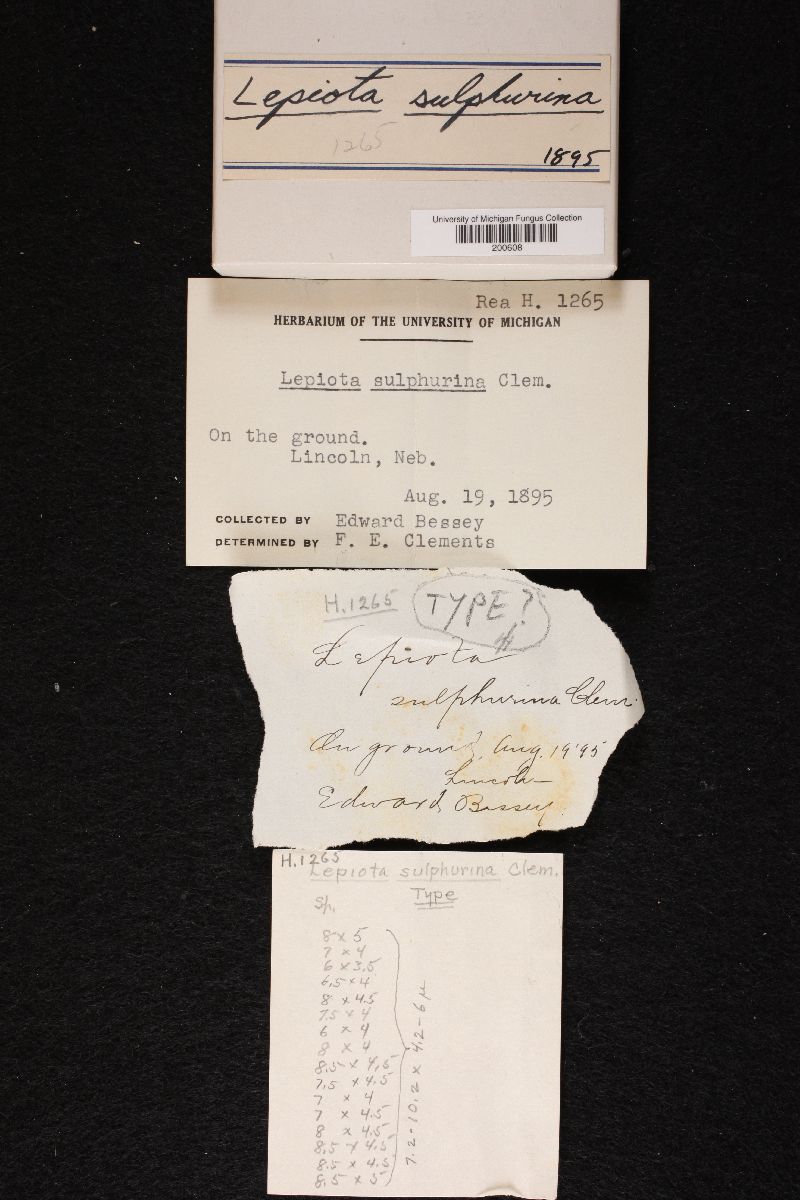 Lepiota sulphurina
1265
1895
University of Michigan Fungus Collection
200608
Rea H. 1265
HERBARIUM OF THE UNIVERSITY OF MICHIGAN
Lepiota sulphurina Clem.
On the ground.
Lincoln, Neb.
Aug. 19, 1895
COLLECTED BY Edward Bessey
DETERMINED BY F. E. Clements
H.1265 TYPE?
Lepiota
sulphurina Clem.
On ground, Aug. 19 '95
Lincoln
Edward Bessey.
H.1265
Lepiota sulphurina Clem.
Type
Sp.
8 x 5
7 x 4
6 x 3.5
6.5 x 4
8 x 4.5
7.5 x 4
6 x 4
8 x 4
8.5 x 4.5
7.5 x 4.5
7 x 4
7 x 4.5
8 x 4.5
8.5 x 4.5
8.5 x 4.5
8.5 x 5
7.2-10.2 x 4.2-6 μ